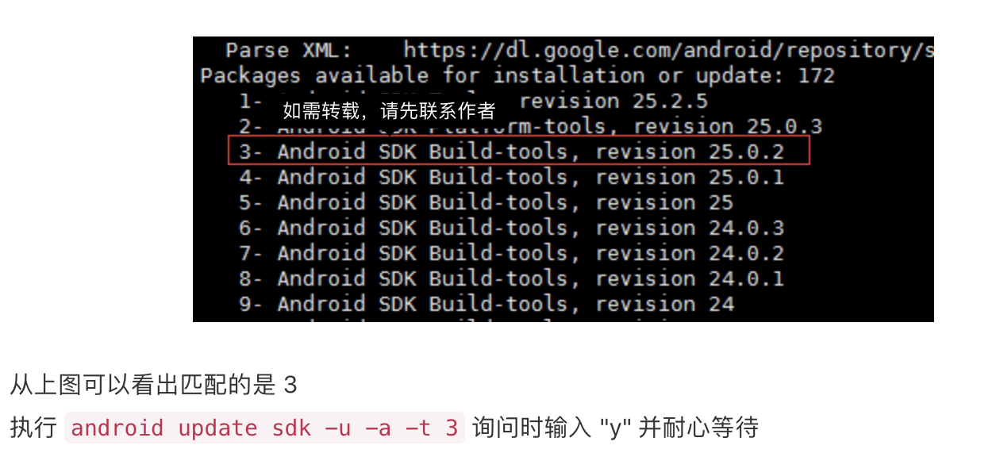 Parse XML: https://dl.google.com/android/repository/s
Packages available for installation or update: 172
1- revision 25.2.5
如需转载，请先联系作者
2- Android SDK Platform-tools, revision 25.0.3
3- Android SDK Build-tools, revision 25.0.2
4- Android SDK Build-tools, revision 25.0.1
5- Android SDK Build-tools, revision 25
6- Android SDK Build-tools, revision 24.0.3
7- Android SDK Build-tools, revision 24.0.2
8- Android SDK Build-tools, revision 24.0.1
9- Android SDK Build-tools, revision 24
从上图可以看出匹配的是 3
执行 android update sdk -u -a -t 3 询问时输入 "y" 并耐心等待